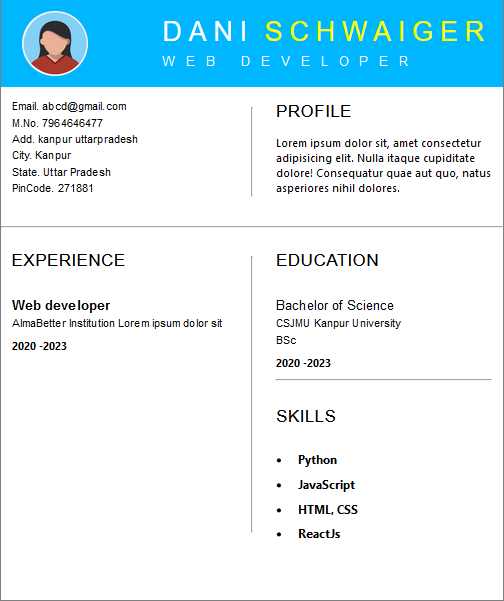 DANI SCHWAIGER
WEB DEVELOPER
Email. abcd@gmail.com
M.No. 7964646477
Add. kanpur uttarpradesh
City. Kanpur
State. Uttar Pradesh
PinCode. 271881
PROFILE
Lorem ipsum dolor sit, amet consectetur
adipisicing elit. Nulla itaque cupiditate
dolore! Consequatur quae aut quo, natus
asperiores nihil dolores.
EXPERIENCE
Web developer
AlmaBetter Institution Lorem ipsum dolor sit
2020 -2023
EDUCATION
Bachelor of Science
CSJMU Kanpur University
BSc
2020 -2023
SKILLS
• Python
• JavaScript
• HTML, CSS
• ReactJs